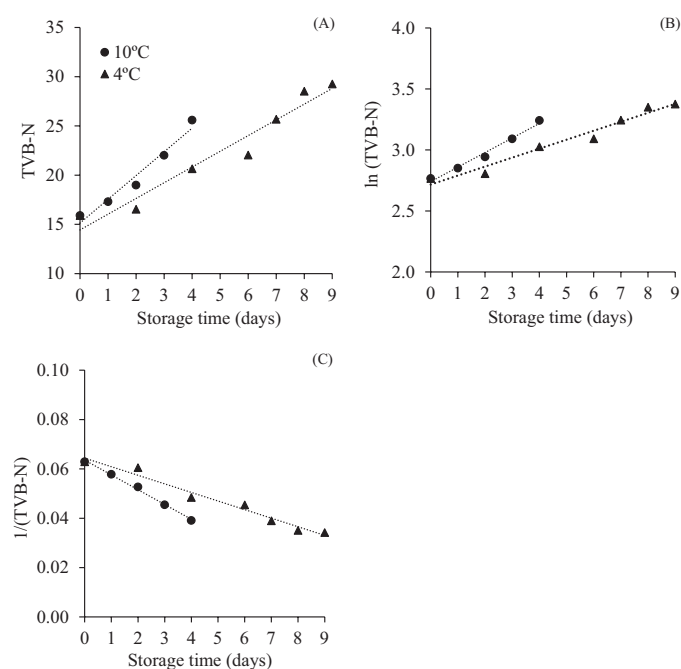 (A)
10ºC
4ºC
TVB-N
35
30
25
20
15
10
0 1 2 3 4 5 6 7 8 9
Storage time (days)
(B)
ln (TVB-N)
4.0
3.5
3.0
2.5
2.0
0 1 2 3 4 5 6 7 8 9
Storage time (days)
(C)
1/(TVB-N)
0.10
0.08
0.06
0.04
0.02
0.00
0 1 2 3 4 5 6 7 8 9
Storage time (days)